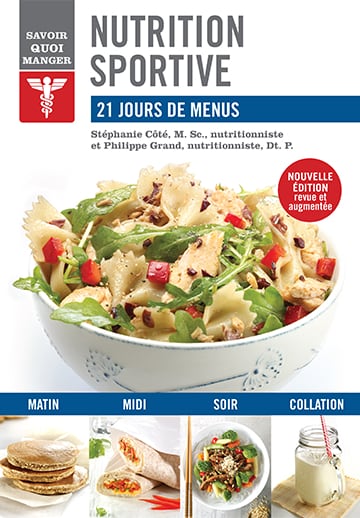 SAVOIR
QUOI
MANGER
NUTRITION
SPORTIVE
21 JOURS DE MENUS
Stéphanie Côté, M. Sc., nutritionniste
et Philippe Grand, nutritionniste, Dt. P.
NOUVELLE
ÉDITION
revue et
augmentée
MATIN
MIDI
SOIR
COLLATION